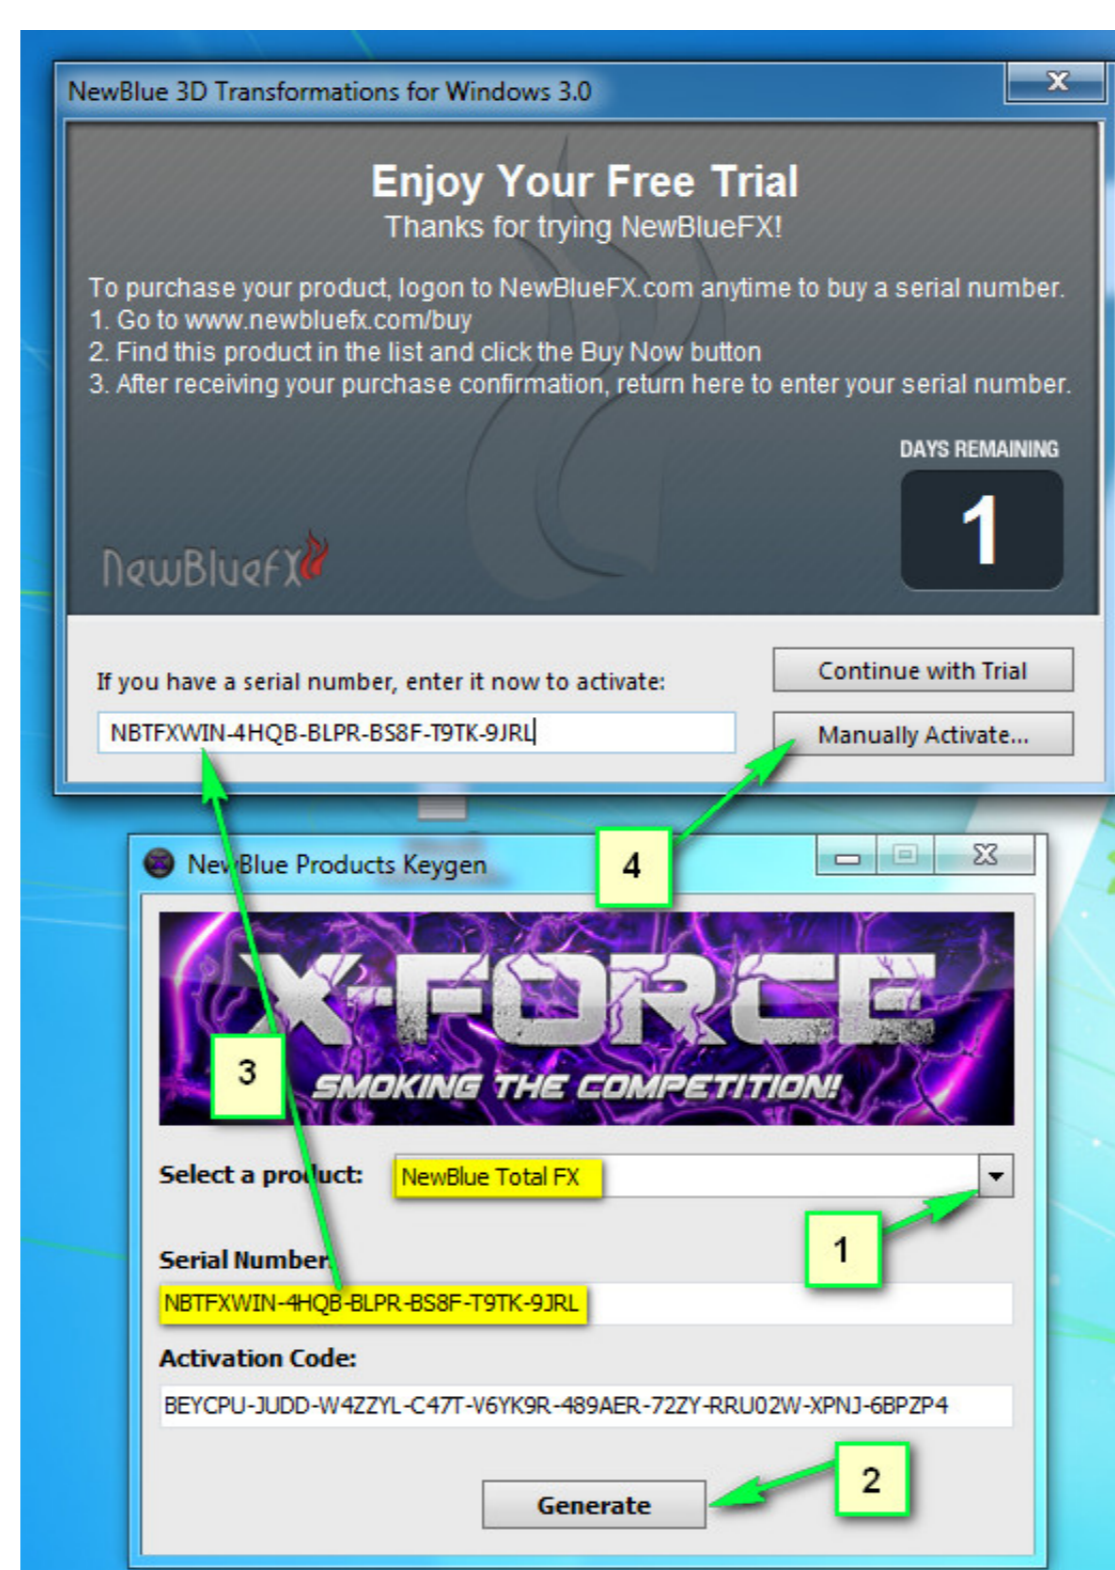 NewBlue 3D Transformations for Windows 3.0
Enjoy Your Free Trial
Thanks for trying NewBlueFX!
To purchase your product, logon to NewBlueFX.com anytime to buy a serial number.
1. Go to www.newbluefx.com/buy
2. Find this product in the list and click the Buy Now button
3. After receiving your purchase confirmation, return here to enter your serial number.
DAYS REMAINING
1
NewBlueFX
If you have a serial number, enter it now to activate:
Continue with Trial
NBTFXWIN-4HQB-BLPR-BS8F-T9TK-9JRL
Manually Activate...
4
NewBlue Products Keygen
X-FORCE
3
SMOKING THE COMPETITION!
Select a product:
NewBlue Total FX
1
Serial Number:
NBTFXWIN-4HQB-BLPR-BS8F-T9TK-9JRL
Activation Code:
BEYCPU-JUDD-W4ZZYL-C47T-V6YK9R-489AER-72ZY-RRU02W-XPNJ-6BPZP4
2
Generate